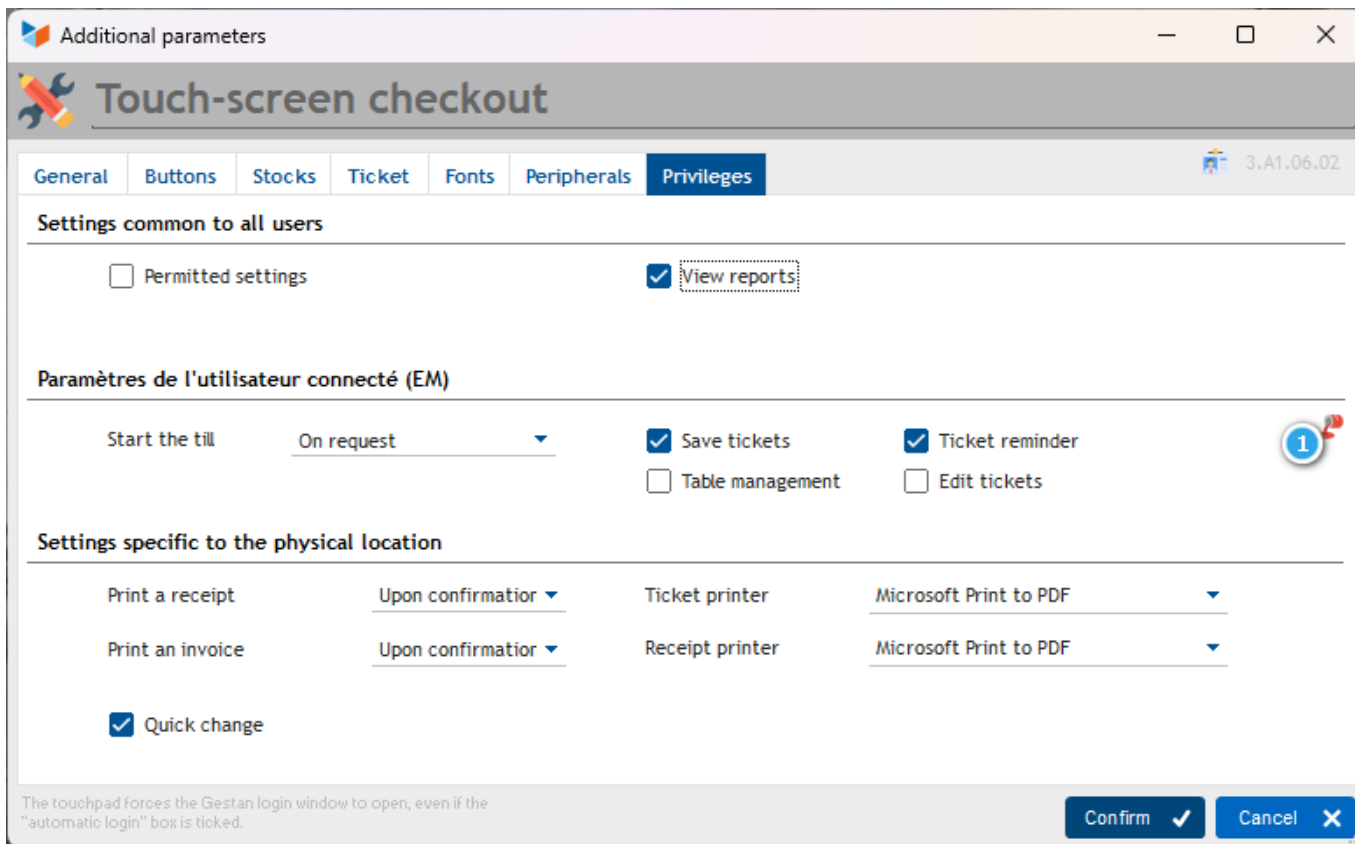 Additional parameters
Touch-screen checkout
General Buttons Stocks Ticket Fonts Peripherals Privileges 3.A1.06.02
Settings common to all users
Permitted settings View reports
Paramètres de l'utilisateur connecté (EM)
Start the till On request Save tickets Ticket reminder 1
Table management Edit tickets
Settings specific to the physical location
Print a receipt Upon confirmation Ticket printer Microsoft Print to PDF
Print an invoice Upon confirmation Receipt printer Microsoft Print to PDF
Quick change
The touchpad forces the Gestan login window to open, even if the
"automatic login" box is ticked.
Confirm Cancel